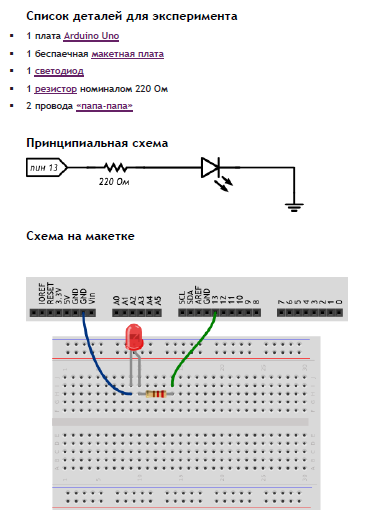 Список деталей для эксперимента
1 плата Arduino Uno
1 беспаечная макетная плата
1 светодиод
1 резистор номиналом 220 Ом
2 провода «папа-папа»
Принципиальная схема
пин 13
220 Ом
Схема на макетке
IOREF
RESET
3.3V
5V
GND
GND
Vin
A0
A1
A2
A3
A4
A5
SCL
SDA
AREF
GND
13
12
11
10
9
8
7
6
5
4
3
2
1
0